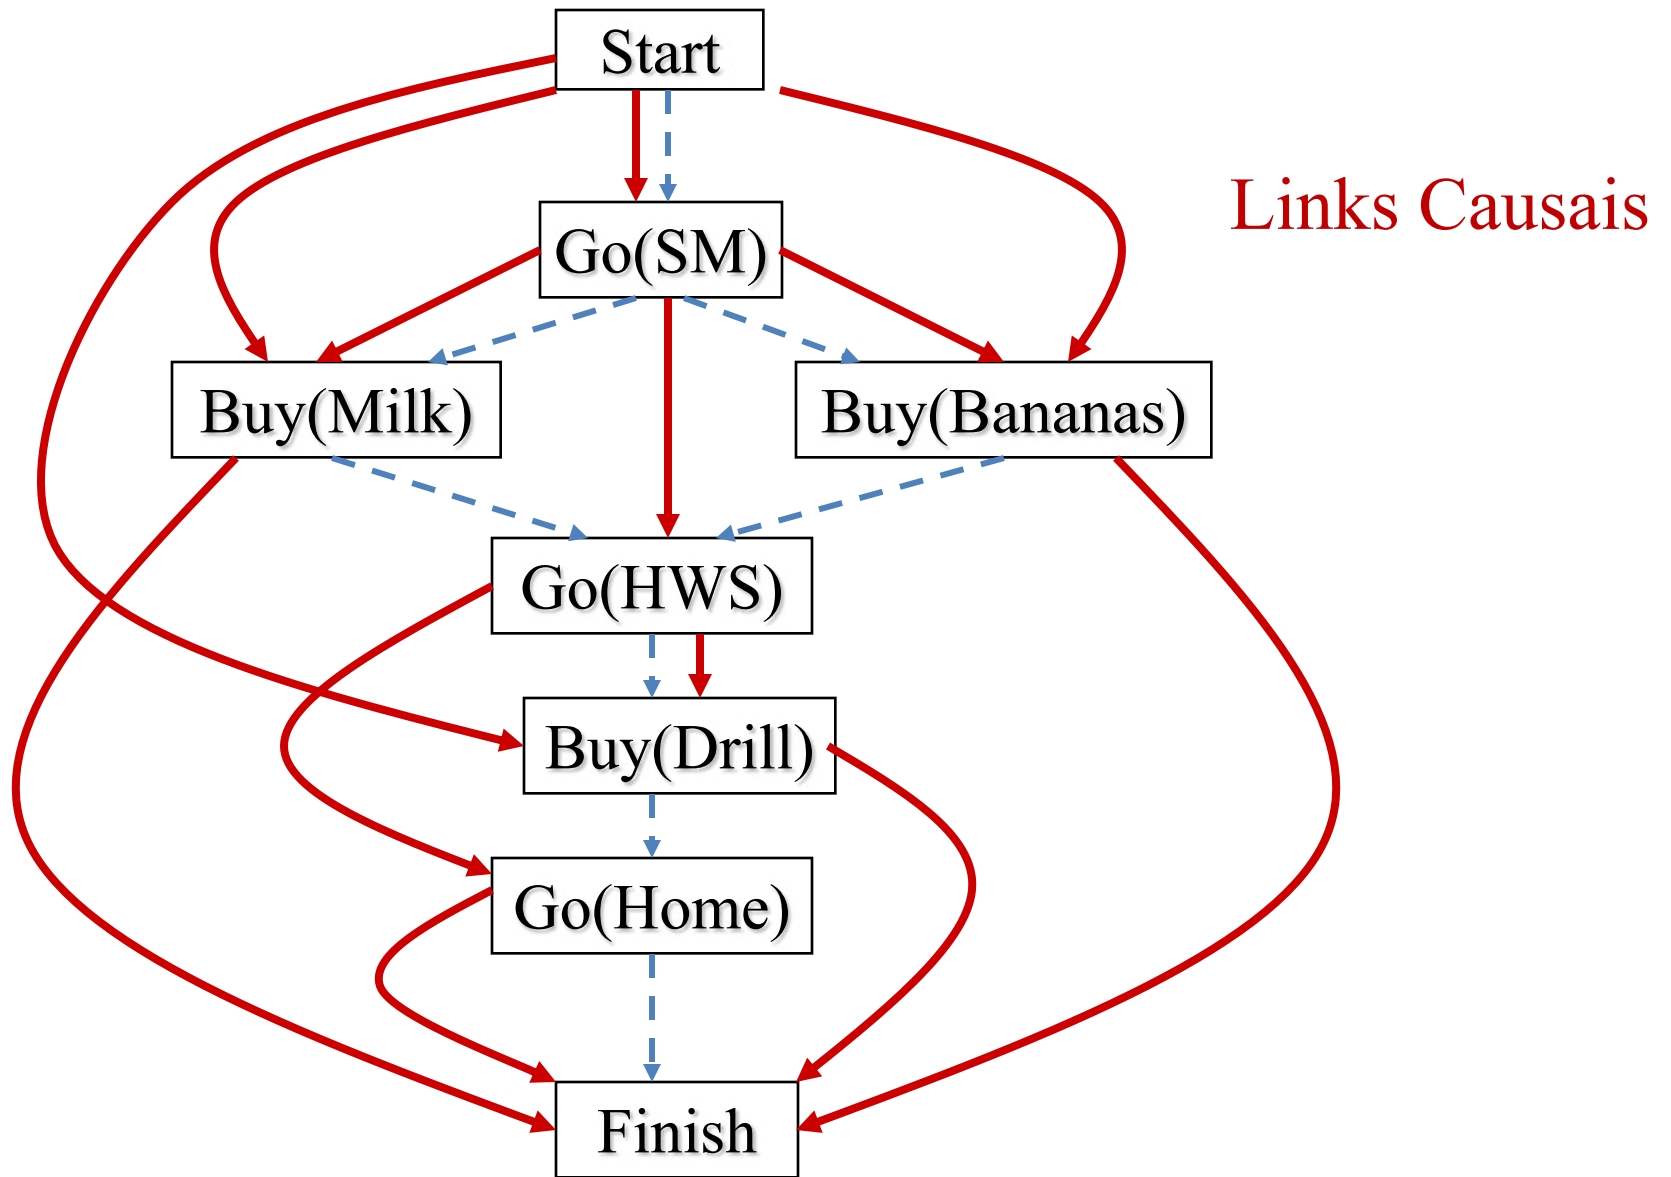 Start
Links Causais
Go(SM)
Buy(Milk)
Buy(Bananas)
Go(HWS)
Buy(Drill)
Go(Home)
Finish